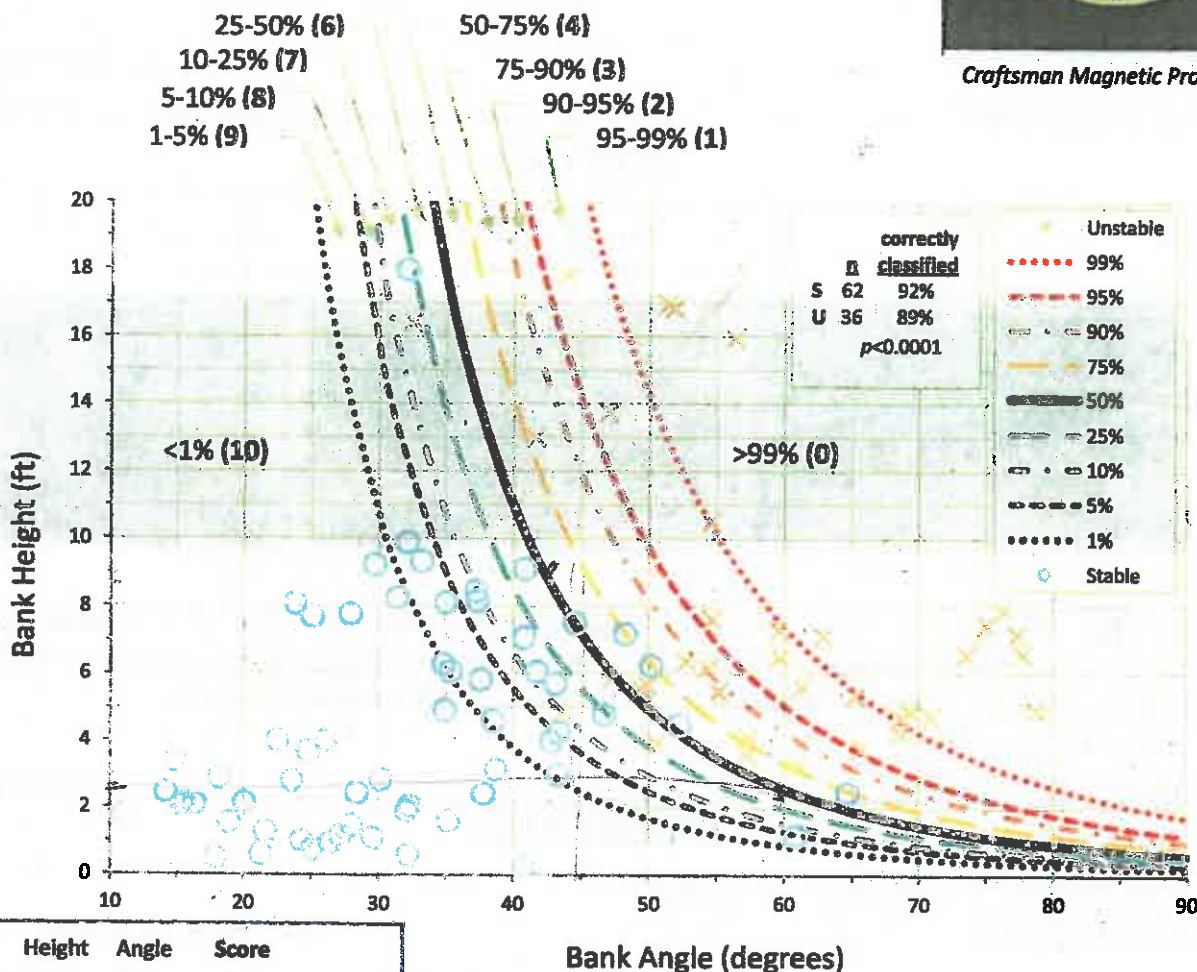 25-50% (6)
50-75% (4)
10-25% (7)
75-90% (3)
5-10% (8)
90-95% (2)
1-5% (9)
95-99% (1)
Craftsman Magnetic
20
18
16
14
12
10
8
6
4
2
0
Bank Height (ft)
<1% (10)
>99% (0)
correctly
n classified
S 62 92%
U 36 89%
p<0.0001
Unstable
99%
95%
90%
75%
50%
25%
10%
5%
1%
Stable
10 20 30 40 50 60 70 80 90
Bank Angle (degrees)
Height Angle Score